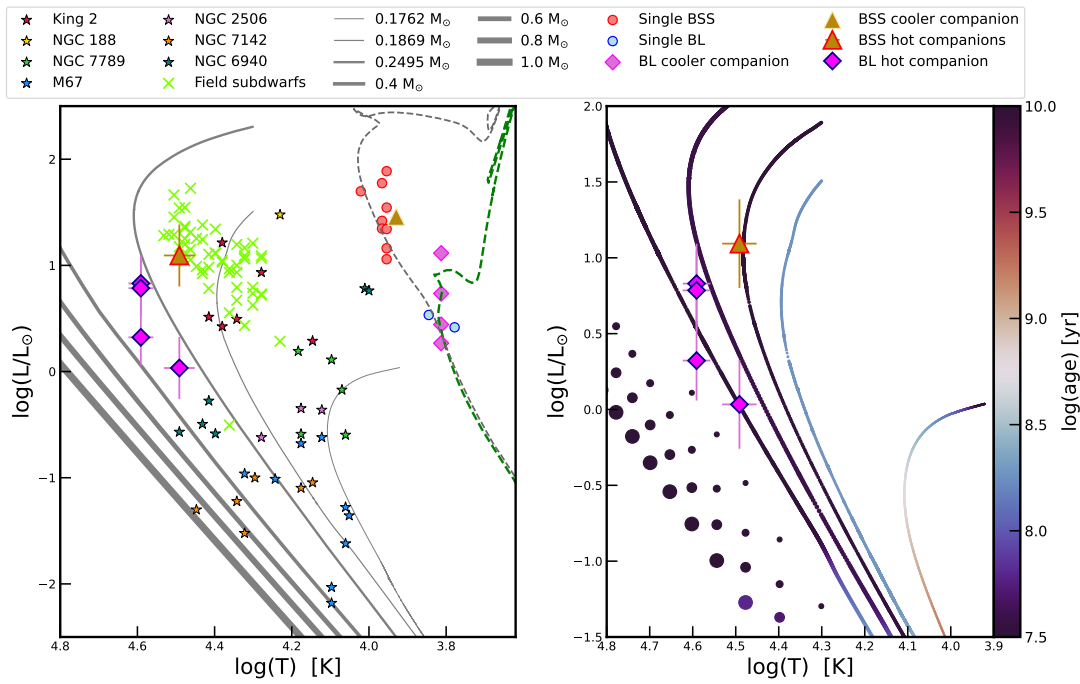 King 2 NGC 2506 0.1762 M⊙ 0.6 M⊙ Single BSS BSS cooler companion
NGC 188 NGC 7142 0.1869 M⊙ 0.8 M⊙ Single BL BSS hot companions
NGC 7789 NGC 6940 0.2495 M⊙ 1.0 M⊙ BL cooler companion BL hot companion
M67 Field subdwarfs 0.4 M⊙
log(L/L⊙)
2
1
0
−1
−2
4.8 4.6 4.4 4.2 4.0 3.8
log(T) [K]
log(L/L⊙)
2.0
1.5
1.0
0.5
0.0
−0.5
−1.0
−1.5
4.8 4.7 4.6 4.5 4.4 4.3 4.2 4.1 4.0 3.9
log(T) [K]
10.0
9.5
9.0
8.5
8.0
7.5
log(age) [yr]